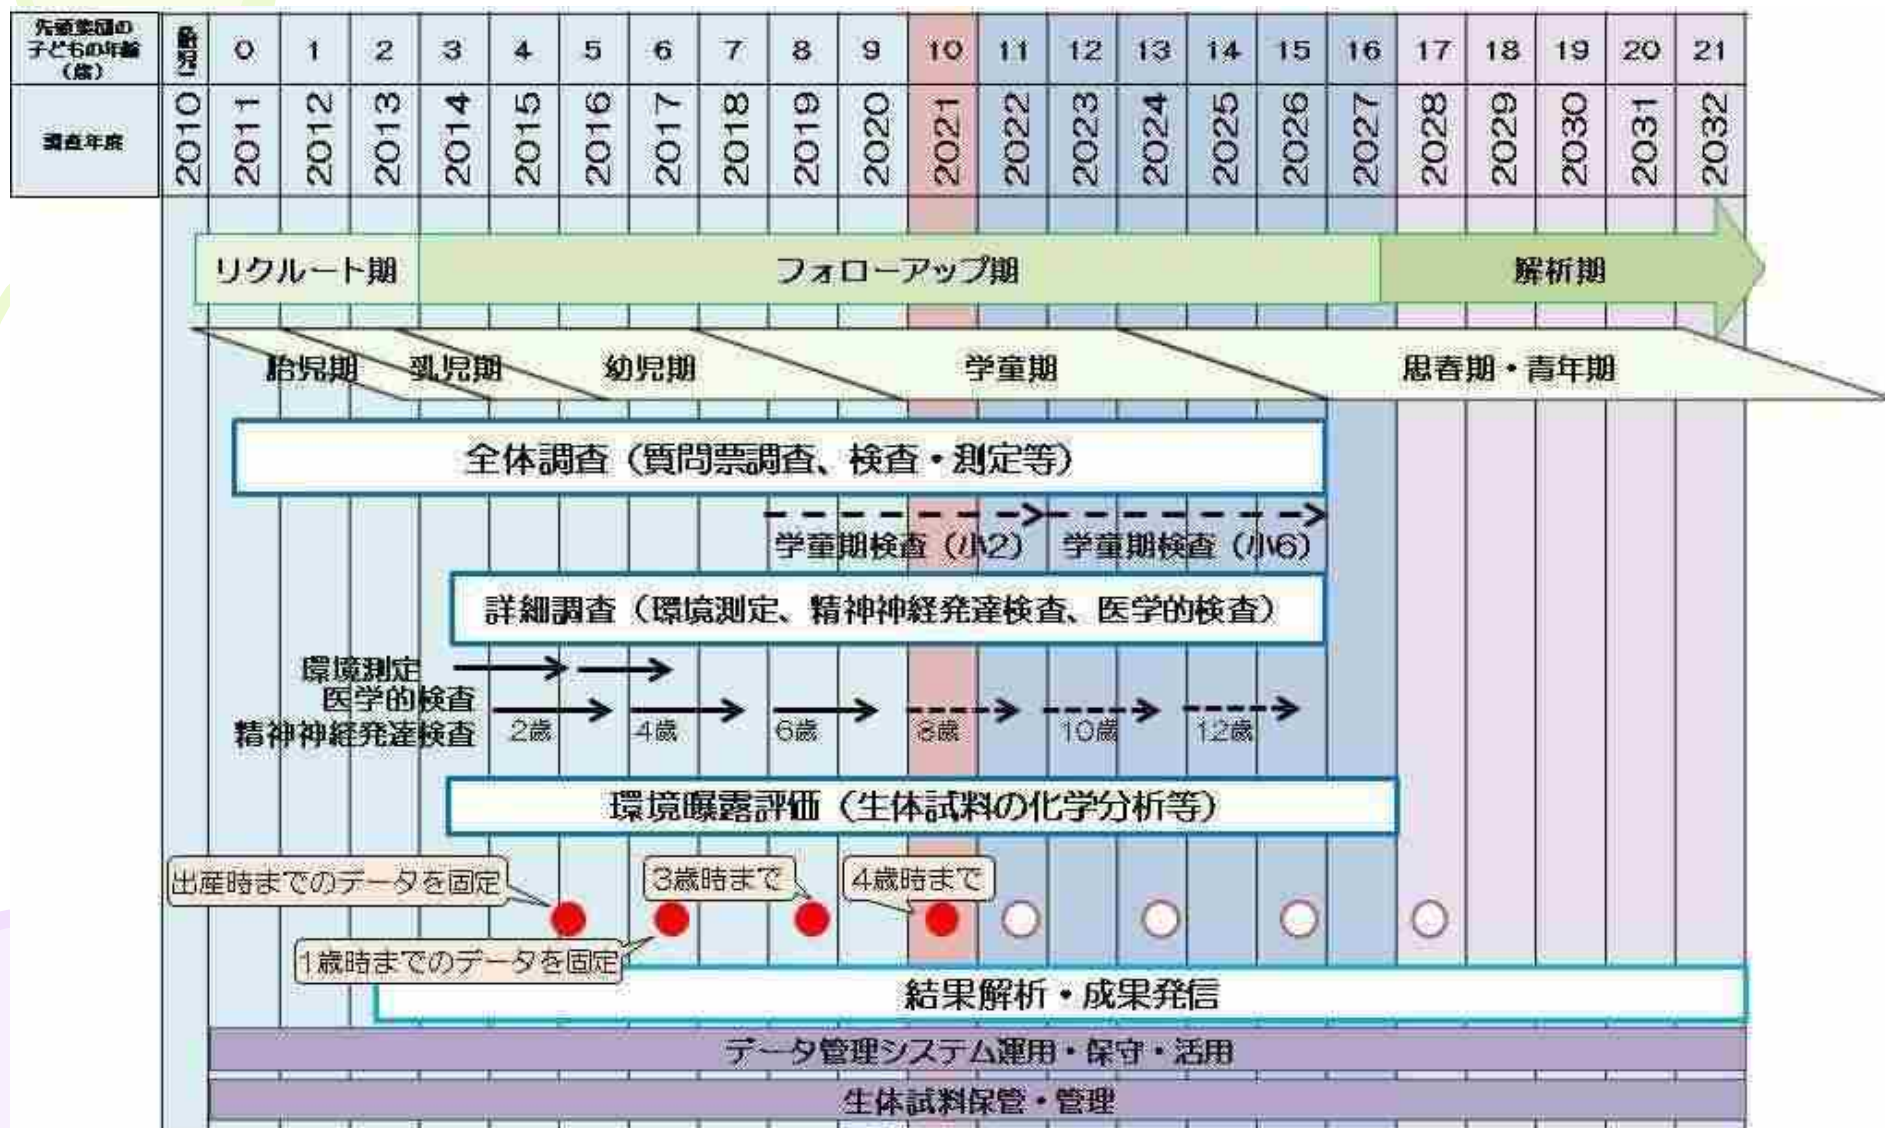 先頭集団の
子どもの年齢
(歳)
胎児 0 1 2 3 4 5 6 7 8 9 10 11 12 13 14 15 16 17 18 19 20 21
調査年度 2010 2011 2012 2013 2014 2015 2016 2017 2018 2019 2020 2021 2022 2023 2024 2025 2026 2027 2028 2029 2030 2031 2032
リクルート期 フォローアップ期 解析期
胎児期 乳児期 幼児期 学童期 思春期・青年期
全体調査(質問票調査、検査・測定等)
学童期検査(小2) 学童期検査(小6)
詳細調査(環境測定、精神神経発達検査、医学的検査)
環境測定
医学的検査
精神神経発達検査 2歳 4歳 6歳 8歳 10歳 12歳
環境曝露評価(生体試料の化学分析等)
出産時までのデータを固定 3歳時まで 4歳時まで
1歳時までのデータを固定
結果解析・成果発信
データ管理システム運用・保守・活用
生体試料保管・管理